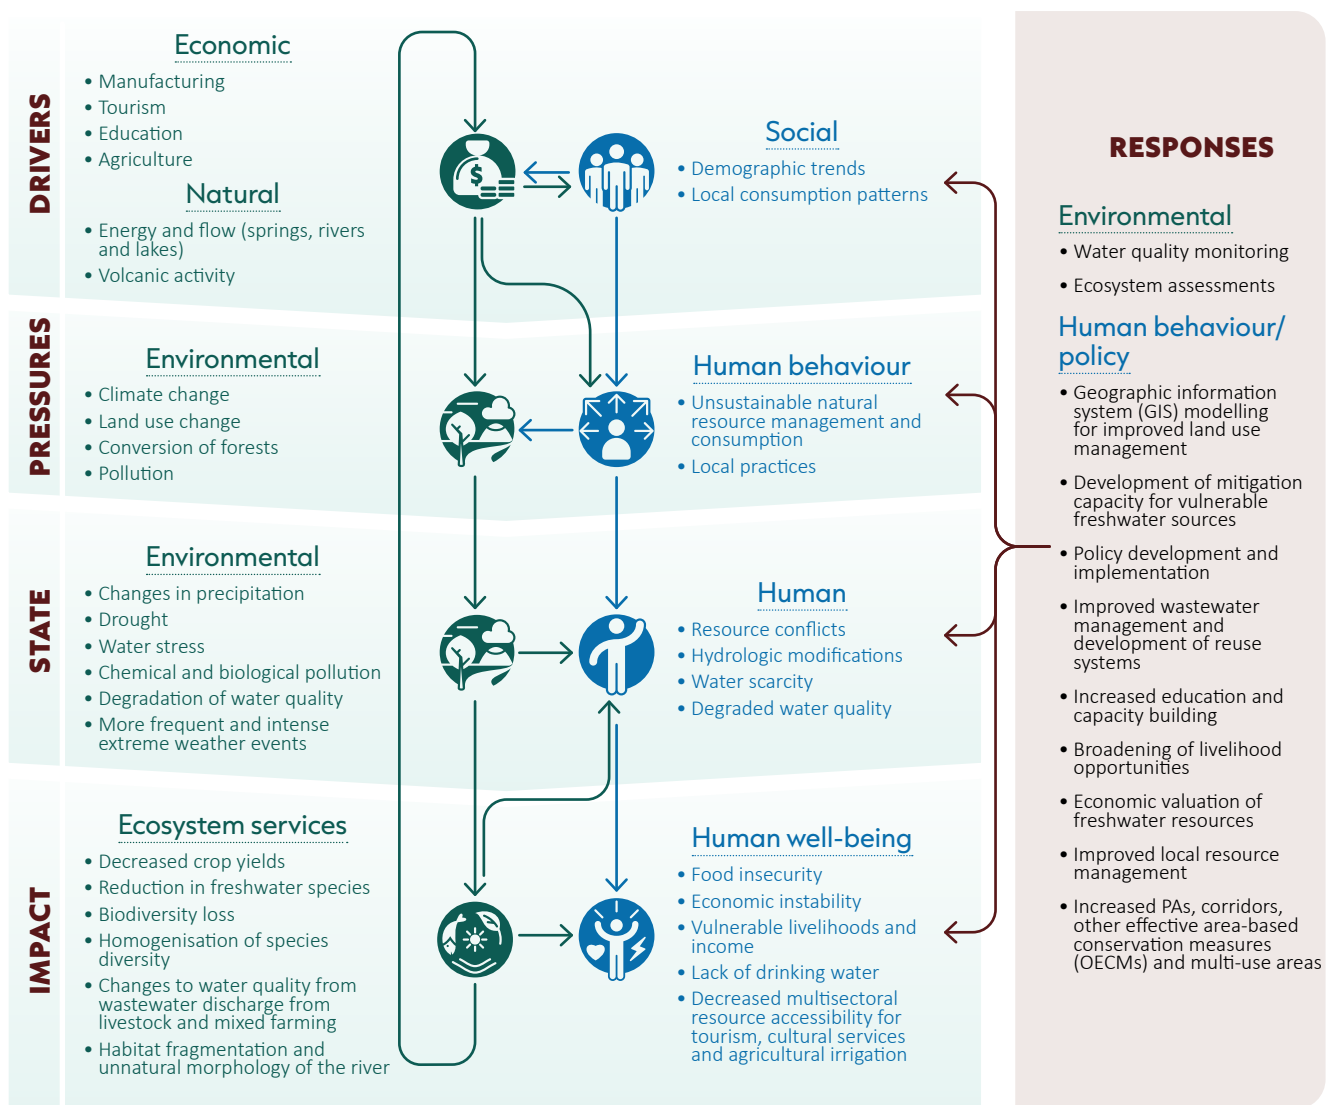 DRIVERS
Economic
• Manufacturing
• Tourism
• Education
• Agriculture
Natural
• Energy and flow (springs, rivers
and lakes)
• Volcanic activity
$
Social
• Demographic trends
• Local consumption patterns
PRESSURES
Environmental
• Climate change
• Land use change
• Conversion of forests
• Pollution
Human behaviour
• Unsustainable natural
resource management and
consumption
• Local practices
STATE
Environmental
• Changes in precipitation
• Drought
• Water stress
• Chemical and biological pollution
• Degradation of water quality
• More frequent and intense
extreme weather events
Human
• Resource conflicts
• Hydrologic modifications
• Water scarcity
• Degraded water quality
IMPACT
Ecosystem services
• Decreased crop yields
• Reduction in freshwater species
• Biodiversity loss
• Homogenisation of species
diversity
• Changes to water quality from
wastewater discharge from
livestock and mixed farming
• Habitat fragmentation and
unnatural morphology of the river
Human well-being
• Food insecurity
• Economic instability
• Vulnerable livelihoods and
income
• Lack of drinking water
• Decreased multisectoral
resource accessibility for
tourism, cultural services
and agricultural irrigation
RESPONSES
Environmental
• Water quality monitoring
• Ecosystem assessments
Human behaviour/
policy
• Geographic information
system (GIS) modelling
for improved land use
management
• Development of mitigation
capacity for vulnerable
freshwater sources
• Policy development and
implementation
• Improved wastewater
management and
development of reuse
systems
• Increased education and
capacity building
• Broadening of livelihood
opportunities
• Economic valuation of
freshwater resources
• Improved local resource
management
• Increased PAs, corridors,
other effective area-based
conservation measures
(OECMs) and multi-use areas